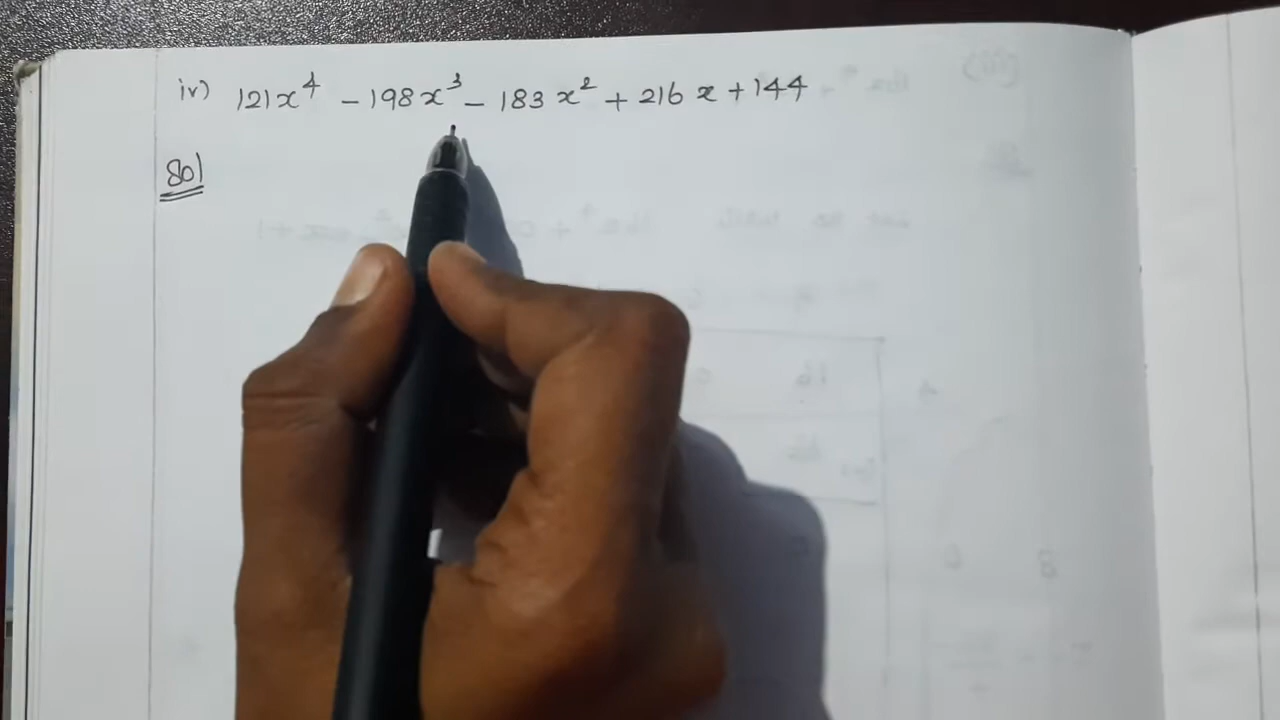 iv) 121x⁴ - 198x³ - 183x² + 216x + 144
Sol